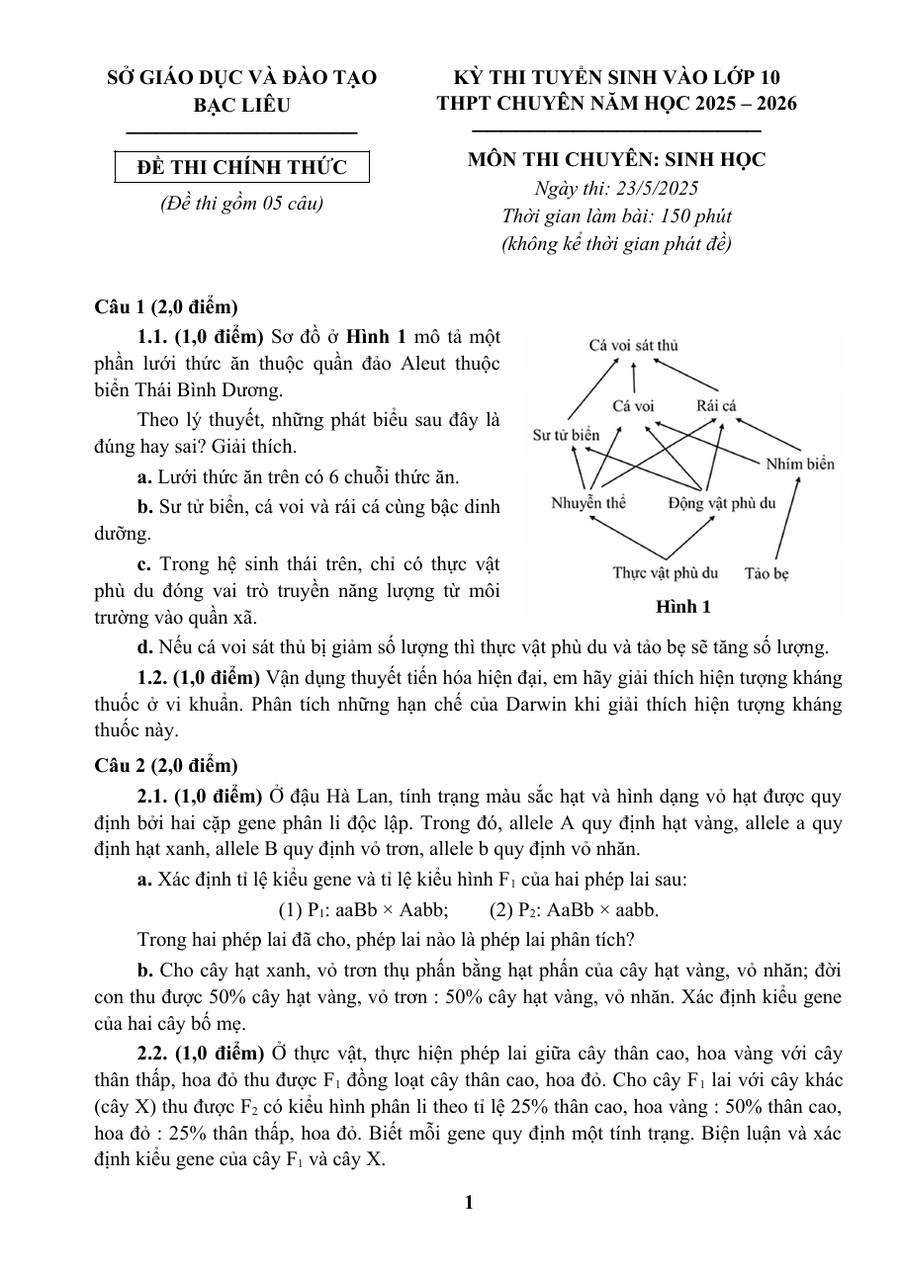 SỞ GIÁO DỤC VÀ ĐÀO TẠO
BẠC LIÊU
ĐỀ THI CHÍNH THỨC
(Đề thi gồm 05 câu)
KỲ THI TUYỂN SINH VÀO LỚP 10
THPT CHUYÊN NĂM HỌC 2025 – 2026
MÔN THI CHUYÊN: SINH HỌC
Ngày thi: 23/5/2025
Thời gian làm bài: 150 phút
(không kể thời gian phát đề)
Câu 1 (2,0 điểm)
1.1. (1,0 điểm) Sơ đồ ở Hình 1 mô tả một
phần lưới thức ăn thuộc quần đảo Aleut thuộc
biển Thái Bình Dương.
Theo lý thuyết, những phát biểu sau đây là
đúng hay sai? Giải thích.
a. Lưới thức ăn trên có 6 chuỗi thức ăn.
b. Sư tử biển, cá voi và rái cá cùng bậc dinh
dưỡng.
c. Trong hệ sinh thái trên, chỉ có thực vật
phù du đóng vai trò truyền năng lượng từ môi
trường vào quần xã.
Cá voi sát thủ
Cá voi
Rái cá
Sư tử biển
Nhím biển
Nhuyễn thể
Động vật phù du
Thực vật phù du
Tảo bẹ
Hình 1
d. Nếu cá voi sát thủ bị giảm số lượng thì thực vật phù du và tảo bẹ sẽ tăng số lượng.
1.2. (1,0 điểm) Vận dụng thuyết tiến hóa hiện đại, em hãy giải thích hiện tượng kháng
thuốc ở vi khuẩn. Phân tích những hạn chế của Darwin khi giải thích hiện tượng kháng
thuốc này.
Câu 2 (2,0 điểm)
2.1. (1,0 điểm) Ở đậu Hà Lan, tính trạng màu sắc hạt và hình dạng vỏ hạt được quy
định bởi hai cặp gene phân li độc lập. Trong đó, allele A quy định hạt vàng, allele a quy
định hạt xanh, allele B quy định vỏ trơn, allele b quy định vỏ nhăn.
a. Xác định tỉ lệ kiểu gene và tỉ lệ kiểu hình F₁ của hai phép lai sau:
(1) P₁: aaBb × Aabb; (2) P₂: AaBb × aabb.
Trong hai phép lai đã cho, phép lai nào là phép lai phân tích?
b. Cho cây hạt xanh, vỏ trơn thụ phấn bằng hạt phấn của cây hạt vàng, vỏ nhăn; đời
con thu được 50% cây hạt vàng, vỏ trơn : 50% cây hạt vàng, vỏ nhăn. Xác định kiểu gene
của hai cây bố mẹ.
2.2. (1,0 điểm) Ở thực vật, thực hiện phép lai giữa cây thân cao, hoa vàng với cây
thân thấp, hoa đỏ thu được F₁ đồng loạt cây thân cao, hoa đỏ. Cho cây F₁ lai với cây khác
(cây X) thu được F₂ có kiểu hình phân li theo tỉ lệ 25% thân cao, hoa vàng : 50% thân cao,
hoa đỏ : 25% thân thấp, hoa đỏ. Biết mỗi gene quy định một tính trạng. Biện luận và xác
định kiểu gene của cây F₁ và cây X.
1